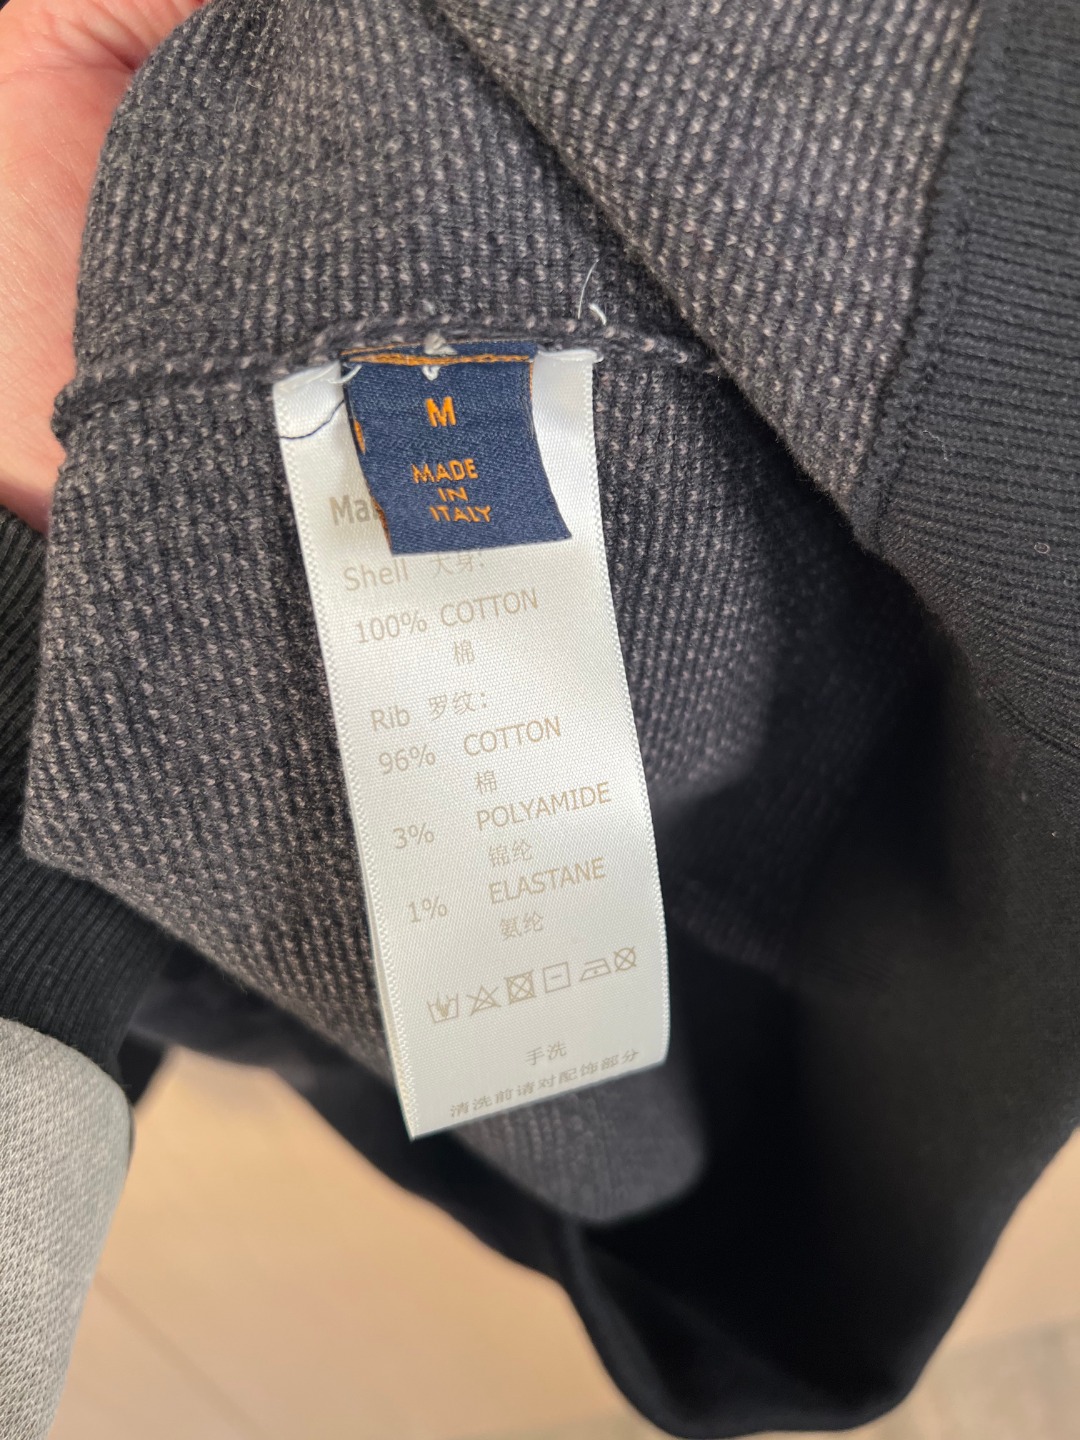 M
MADE
IN
ITALY
Shell 大身:
100% COTTON
棉
Rib 罗纹:
96% COTTON
棉
3% POLYAMIDE
锦纶
1% ELASTANE
氨纶
手洗
清洗前请对配饰部分